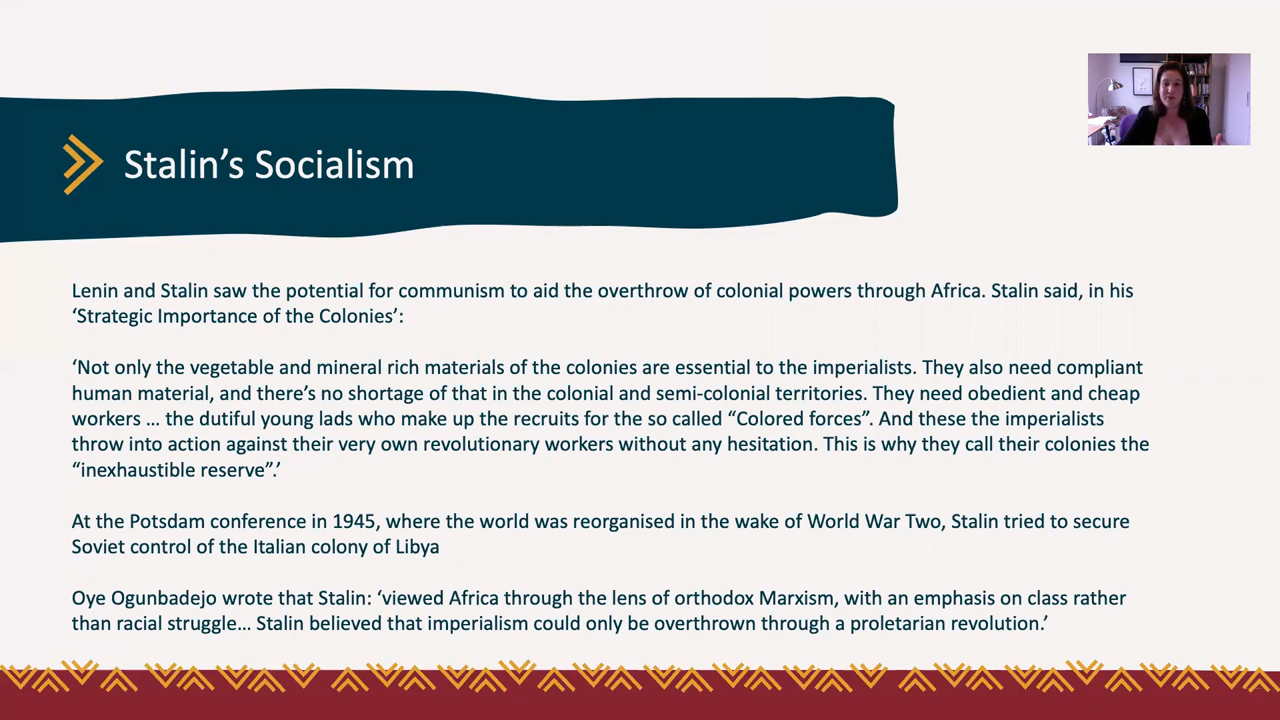 Stalin’s Socialism
Lenin and Stalin saw the potential for communism to aid the overthrow of colonial powers through Africa. Stalin said, in his
‘Strategic Importance of the Colonies’:
‘Not only the vegetable and mineral rich materials of the colonies are essential to the imperialists. They also need compliant
human material, and there’s no shortage of that in the colonial and semi-colonial territories. They need obedient and cheap
workers … the dutiful young lads who make up the recruits for the so called “Colored forces”. And these the imperialists
throw into action against their very own revolutionary workers without any hesitation. This is why they call their colonies the
“inexhaustible reserve”.’
At the Potsdam conference in 1945, where the world was reorganised in the wake of World War Two, Stalin tried to secure
Soviet control of the Italian colony of Libya
Oye Ogunbadejo wrote that Stalin: ‘viewed Africa through the lens of orthodox Marxism, with an emphasis on class rather
than racial struggle… Stalin believed that imperialism could only be overthrown through a proletarian revolution.’